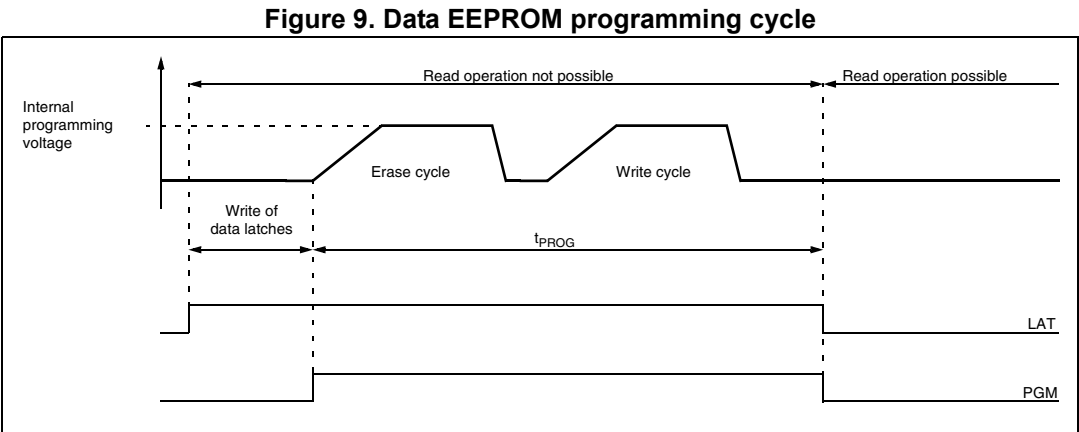 Figure 9. Data EEPROM programming cycle
Read operation not possible
Read operation possible
Internal
programming
voltage
Erase cycle
Write cycle
Write of
data latches
tPROG
LAT
PGM